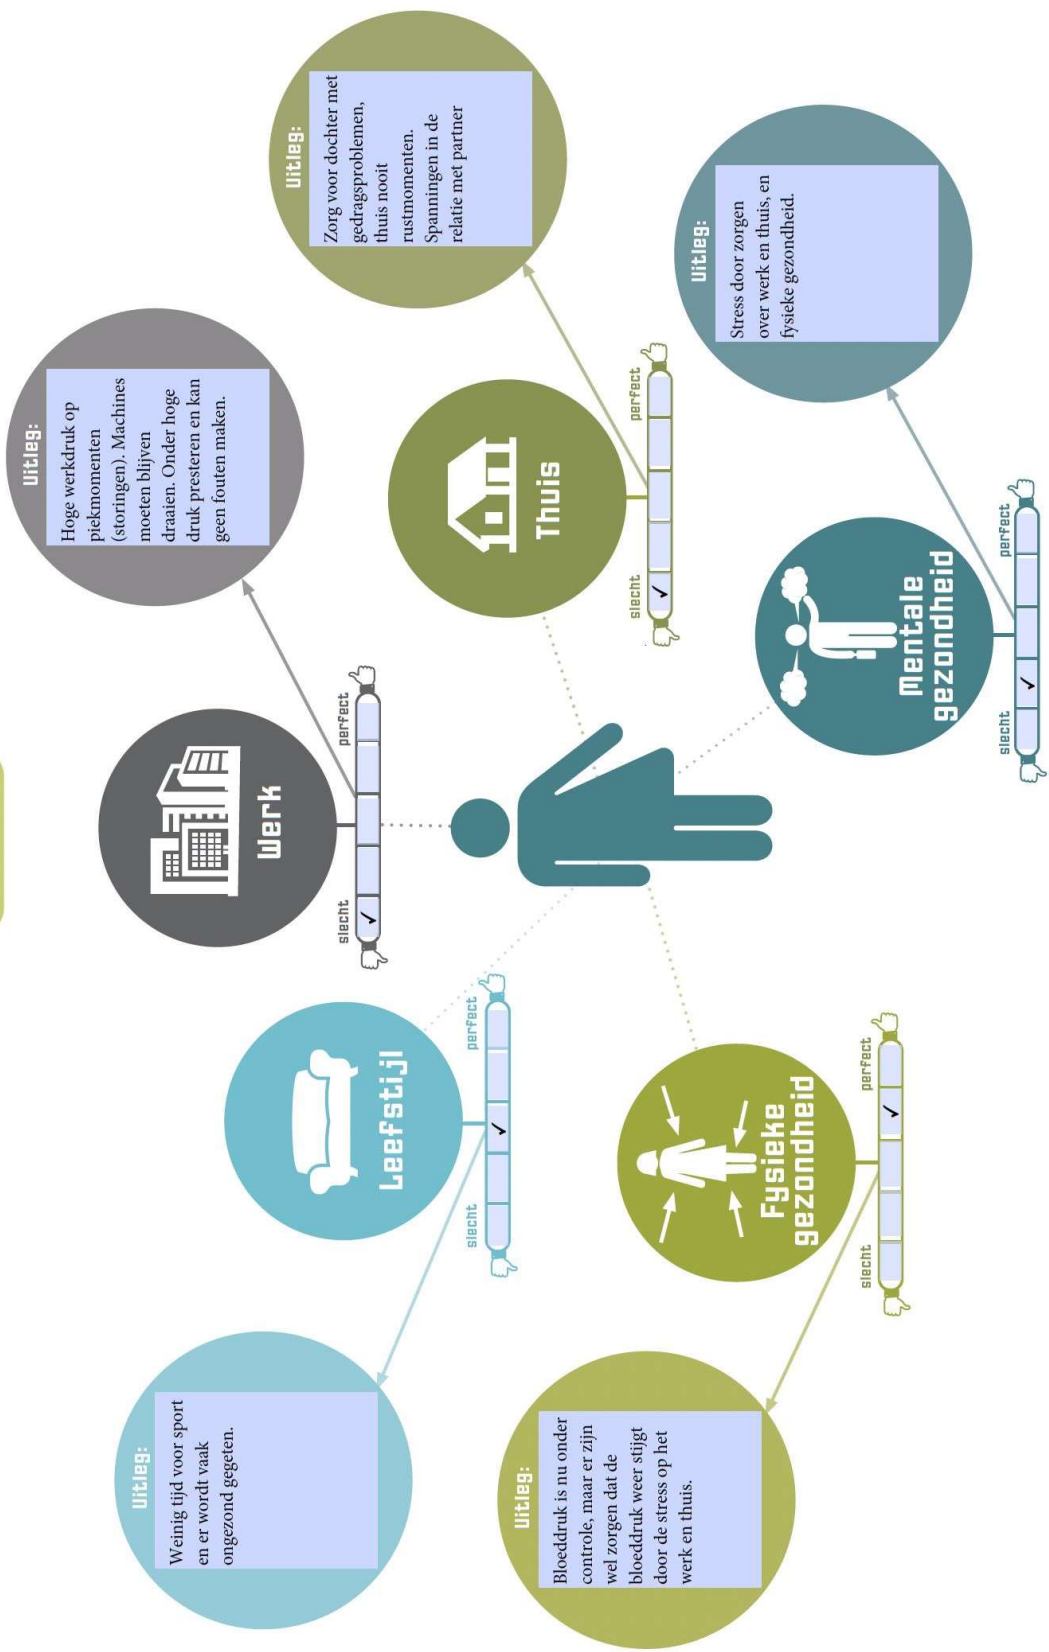 Uitleg:
Hoge werkdruk op
piekmomenten
(storingen). Machines
moeten blijven
draaien. Onder hoge
druk presteren en kan
geen fouten maken.
Werk
slecht
perfect
Uitleg:
Weinig tijd voor sport
en er wordt vaak
ongezond gegeten.
Leefstijl
slecht
perfect
Uitleg:
Zorg voor dochter met
gedragsproblemen,
thuis nooit
rustmomenten.
Spanningen in de
relatie met partner
Thuis
slecht
perfect
Uitleg:
Bloeddruk is nu onder
controle, maar er zijn
wel zorgen dat de
bloeddruk weer stijgt
door de stress op het
werk en thuis.
Fysieke
gezondheid
slecht
perfect
Uitleg:
Stress door zorgen
over werk en thuis, en
fysieke gezondheid.
Mentale
gezondheid
slecht
perfect